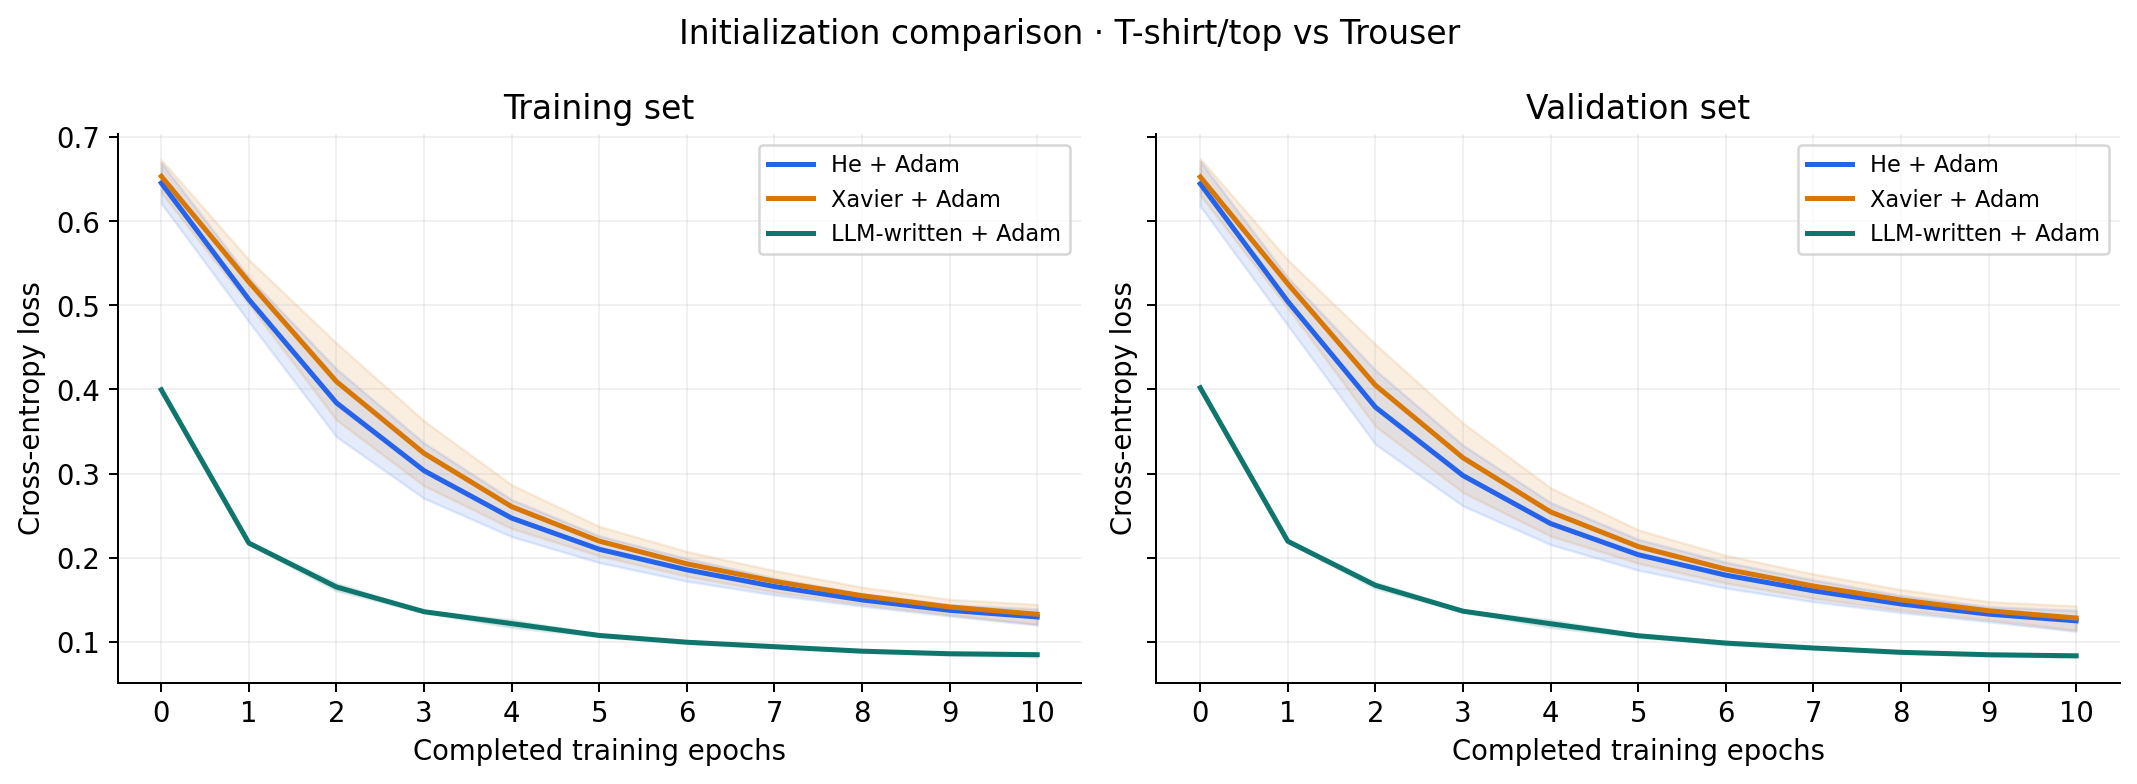 Initialization comparison · T-shirt/top vs Trouser
Training set
Cross-entropy loss
0.7
0.6
0.5
0.4
0.3
0.2
0.1
He + Adam
Xavier + Adam
LLM-written + Adam
0 1 2 3 4 5 6 7 8 9 10
Completed training epochs
Validation set
Cross-entropy loss
He + Adam
Xavier + Adam
LLM-written + Adam
0 1 2 3 4 5 6 7 8 9 10
Completed training epochs